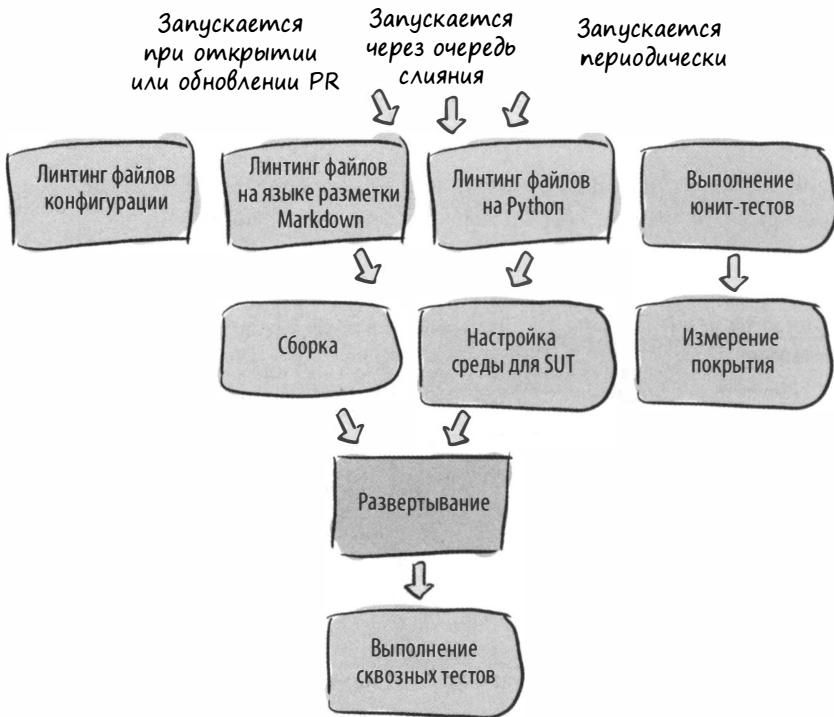 Запускается
при открытии
или обновлении PR
Запускается
через очередь
слияния
Запускается
периодически
Линтинг файлов
конфигурации
Линтинг файлов
на языке разметки
Markdown
Линтинг файлов
на Python
Выполнение
юнит-тестов
Сборка
Настройка
среды для SUT
Измерение
покрытия
Развертывание
Выполнение
сквозных тестов